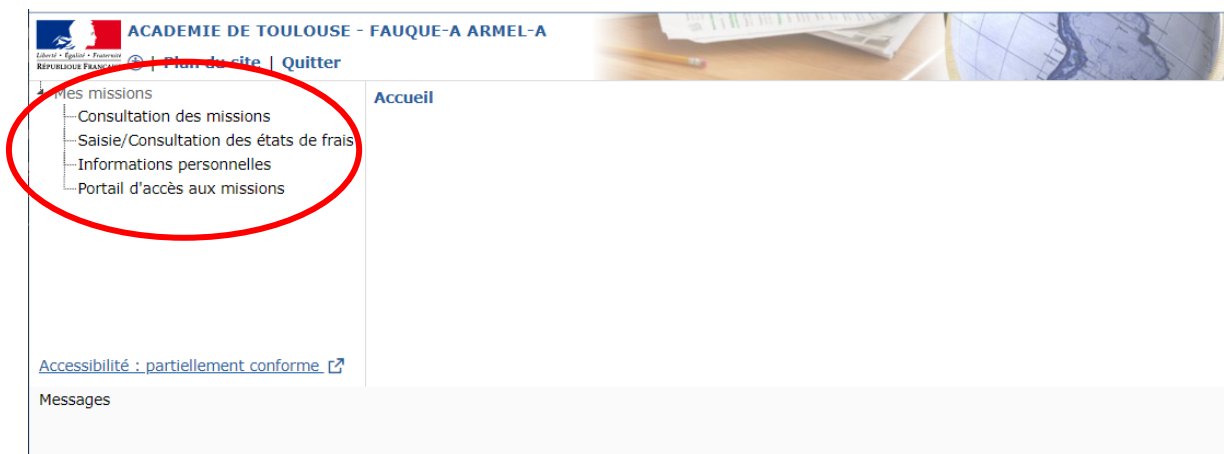 ACADEMIE DE TOULOUSE - FAUQUE-A ARMEL-A
Liberté • Égalité • Fraternité
RÉPUBLIQUE FRANÇAISE
| Plan du site | Quitter
Mes missions
Consultation des missions
Saisie/Consultation des états de frais
Informations personnelles
Portail d'accès aux missions
Accueil
Accessibilité : partiellement conforme
Messages